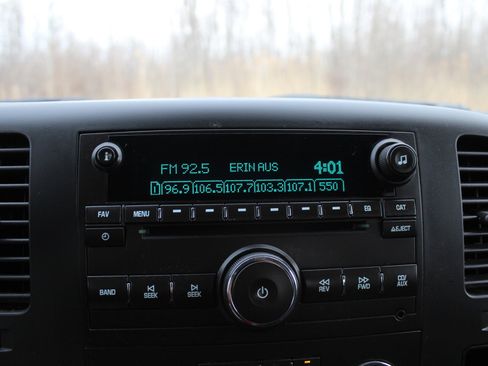 FM 92.5 ERIN AUS 4:01
1 96.9 106.5 107.7 103.3 107.1 550
FAV MENU EQ CAT
EJECT
BAND SEEK SEEK REV FWD CD/AUX